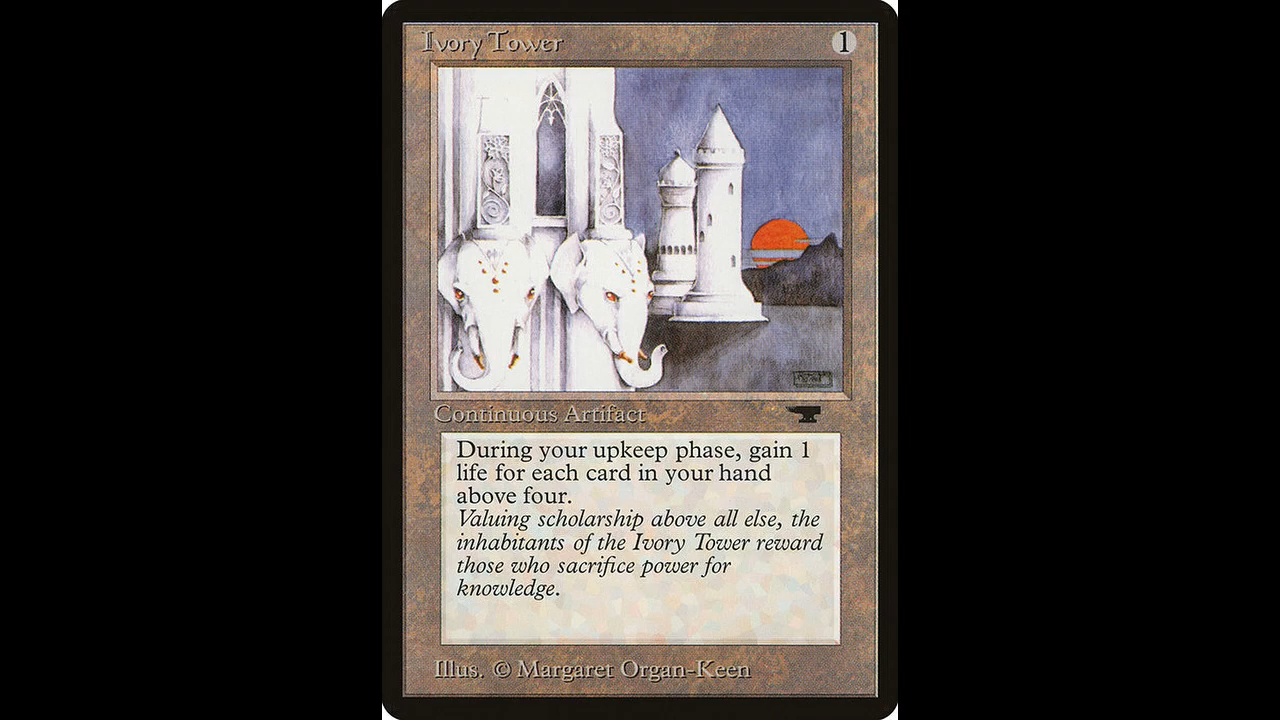 Ivory Tower 1
Continuous Artifact
During your upkeep phase, gain 1
life for each card in your hand
above four.
Valuing scholarship above all else, the
inhabitants of the Ivory Tower reward
those who sacrifice power for
knowledge.
Illus. © Margaret Organ-Keen